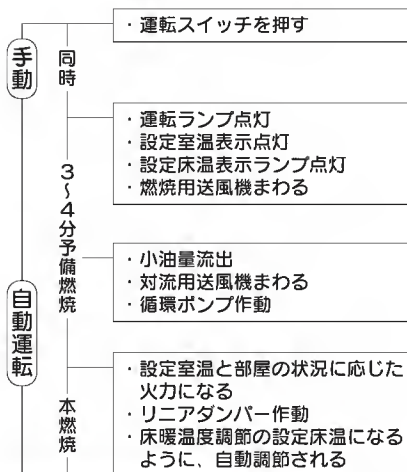 ・運転スイッチを押す
手動
同時
・運転ランプ点灯
・設定室温表示点灯
・設定床温表示ランプ点灯
・燃焼用送風機まわる
3～4分予備燃焼
・小油量流出
・対流用送風機まわる
・循環ポンプ作動
自動運転
・設定室温と部屋の状況に応じた
火力になる
・リニアダンパー作動
・床暖温度調節の設定床温になる
ように、自動調節される
本燃焼